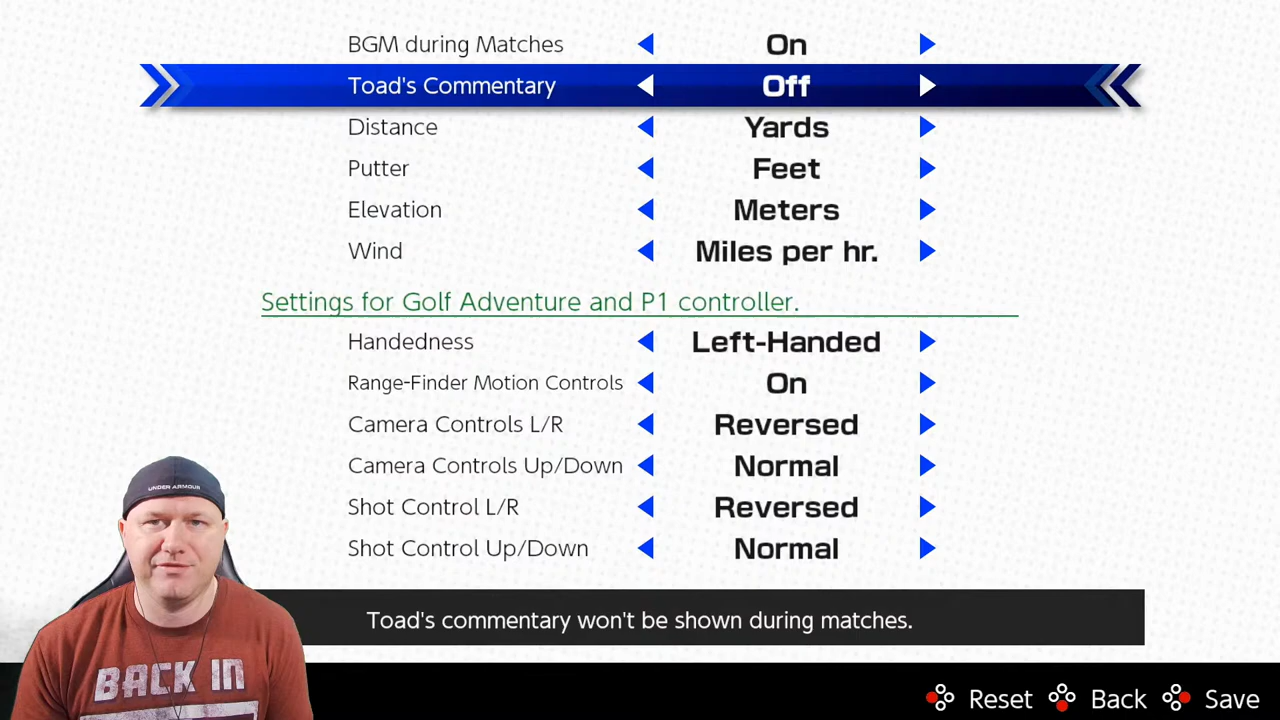 BGM during Matches On
Toad's Commentary Off
Distance Yards
Putter Feet
Elevation Meters
Wind Miles per hr.
Settings for Golf Adventure and P1 controller.
Handedness Left-Handed
Range-Finder Motion Controls On
Camera Controls L/R Reversed
Camera Controls Up/Down Normal
Shot Control L/R Reversed
Shot Control Up/Down Normal
UNDER ARMOUR
BACK IN
Toad's commentary won't be shown during matches.
Reset Back Save